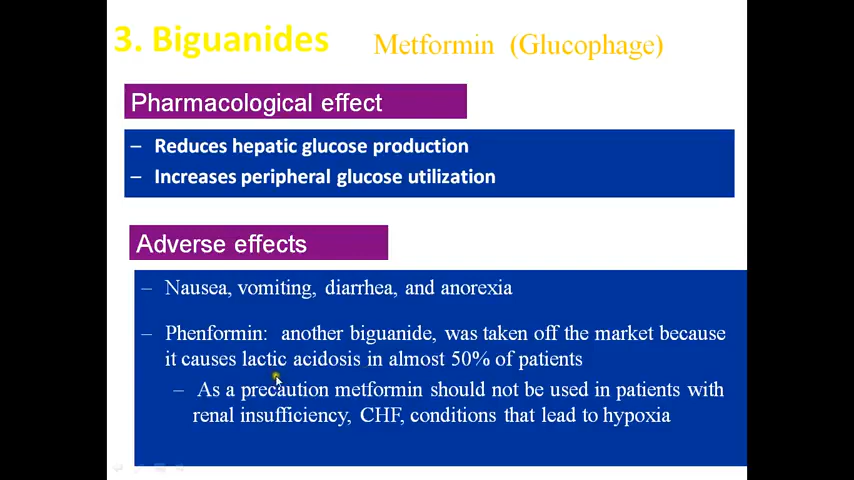 3. Biguanides Metformin (Glucophage)
Pharmacological effect
– Reduces hepatic glucose production
– Increases peripheral glucose utilization
Adverse effects
– Nausea, vomiting, diarrhea, and anorexia
– Phenformin: another biguanide, was taken off the market because
it causes lactic acidosis in almost 50% of patients
– As a precaution metformin should not be used in patients with
renal insufficiency, CHF, conditions that lead to hypoxia